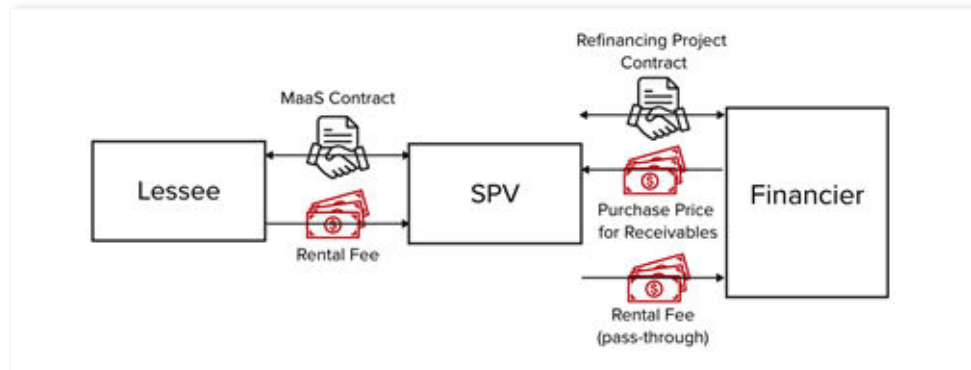 Refinancing Project
Contract
MaaS Contract
Lessee
SPV
Financier
Rental Fee
Purchase Price
for Receivables
Rental Fee
(pass-through)